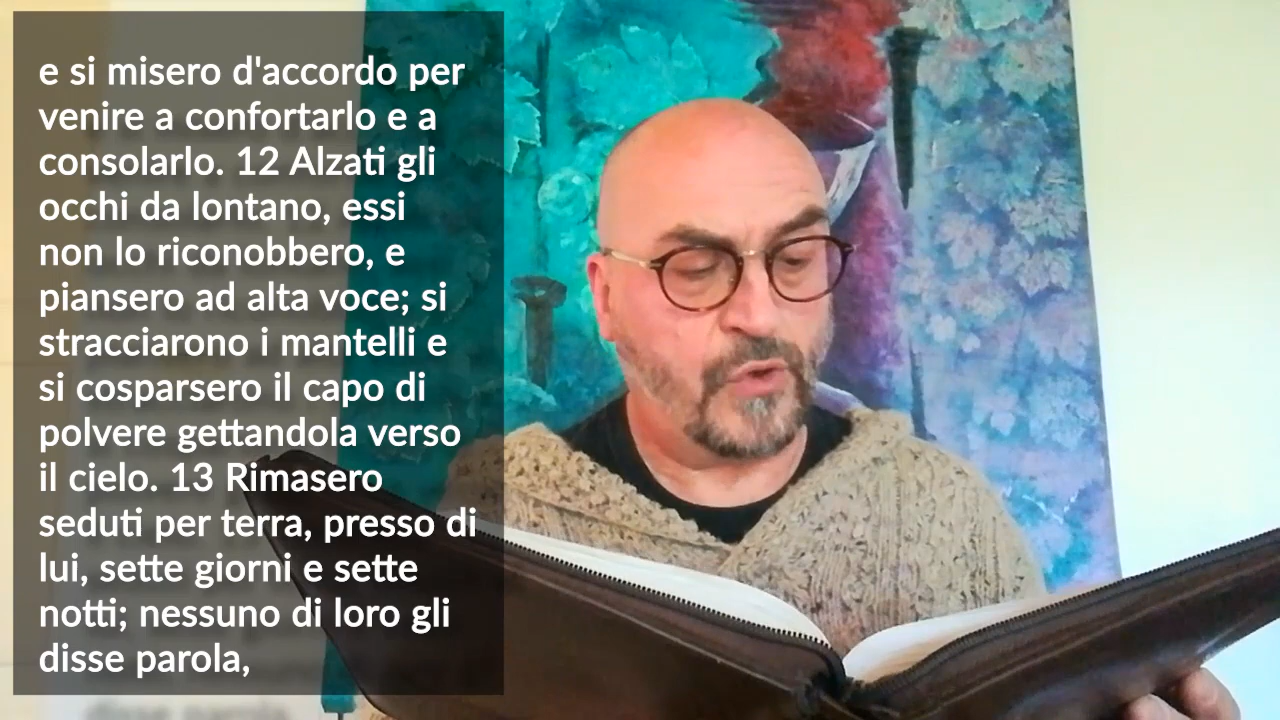 e si misero d'accordo per
venire a confortarlo e a
consolarlo. 12 Alzati gli
occhi da lontano, essi
non lo riconobbero, e
piansero ad alta voce; si
stracciarono i mantelli e
si cosparsero il capo di
polvere gettandola verso
il cielo. 13 Rimasero
seduti per terra, presso di
lui, sette giorni e sette
notti; nessuno di loro gli
disse parola,